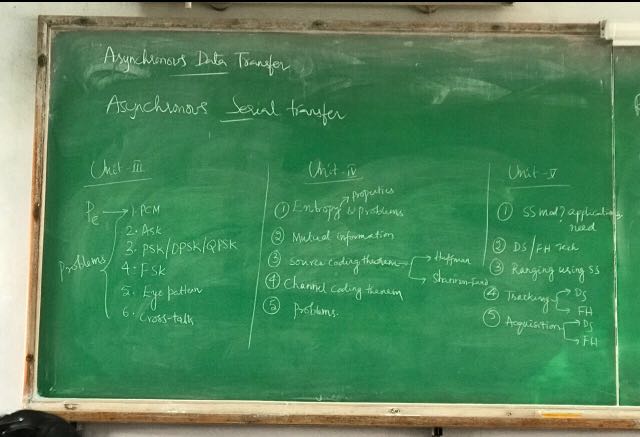 Asynchronous Data Transfer
Asynchronous Serial transfer
Unit - III
Pe → 1. PCM
2. Ask
3. PSK/DPSK/QPSK
4. FSK
5. Eye pattern
6. Cross-talk
Problems
Unit - IV
① Entropy & Problems
properties
② Mutual information
③ Source coding theorem
Huffman
Shannon-Fano
④ Channel coding theorem
⑤ Problems.
Unit - V
① SS mod? applications,
need
② DS/FH Tech
③ Ranging using SS
④ Tracking → DS
→ FH
⑤ Acquisition → DS
→ FH